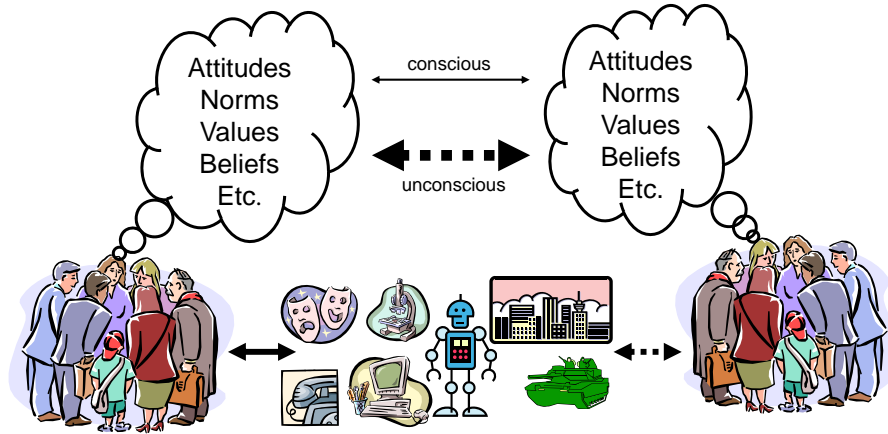 Attitudes
Norms
Values
Beliefs
Etc.
conscious
unconscious
Attitudes
Norms
Values
Beliefs
Etc.